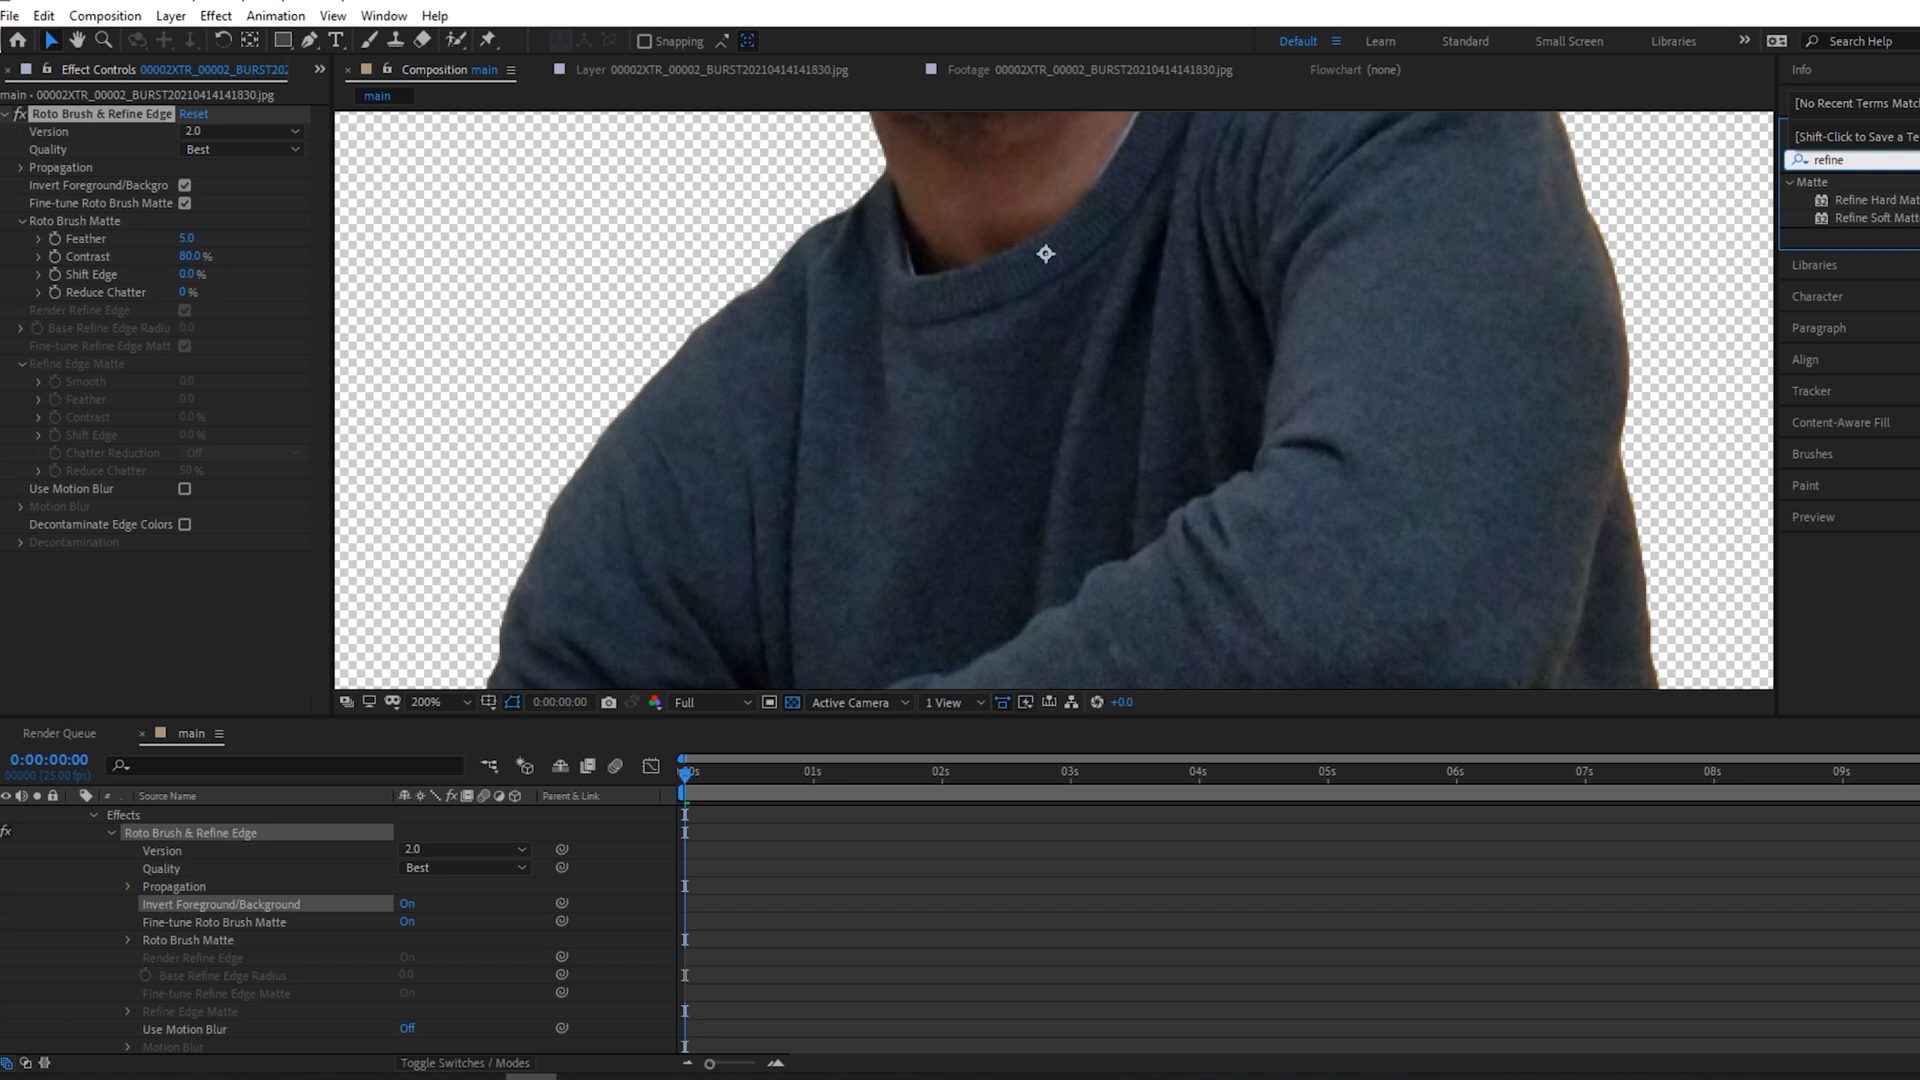 File Edit Composition Layer Effect Animation View Window Help
Snapping
Default Learn Standard Small Screen Libraries Search Help
Effect Controls 00002XTR_00002_BURST202
Composition main
Layer 00002XTR_00002_BURST20210414141830.jpg
Footage 00002XTR_00002_BURST20210414141830.jpg
Flowchart (none)
main • 00002XTR_00002_BURST20210414141830.jpg
main
fx Roto Brush & Refine Edge Reset
Version 2.0
Quality Best
Propagation
Invert Foreground/Backgro
Fine-tune Roto Brush Matte
Roto Brush Matte
Feather 5.0
Contrast 80.0 %
Shift Edge 0.0 %
Reduce Chatter 0 %
Render Refine Edge
Base Refine Edge Radiu 0.0
Fine-tune Refine Edge Matt
Refine Edge Matte
Smooth 0.0
Feather 0.0
Contrast 0.0 %
Shift Edge 0.0 %
Chatter Reduction Off
Reduce Chatter 50 %
Use Motion Blur
Motion Blur
Decontaminate Edge Colors
Decontamination
Info
[No Recent Terms Matc
[Shift-Click to Save a Te
refine
Matte
32 Refine Hard Mat
32 Refine Soft Matt
Libraries
Character
Paragraph
Align
Tracker
Content-Aware Fill
Brushes
Paint
Preview
200% 0:00:00:00 Full Active Camera 1 View +0.0
Render Queue main
0:00:00:00
00000 (25.00 fps)
00s 01s 02s 03s 04s 05s 06s 07s 08s 09s
# Source Name fx Parent & Link
Effects
fx Roto Brush & Refine Edge
Version 2.0
Quality Best
Propagation
Invert Foreground/Background On
Fine-tune Roto Brush Matte On
Roto Brush Matte
Render Refine Edge On
Base Refine Edge Radius 0.0
Fine-tune Refine Edge Matte On
Refine Edge Matte
Use Motion Blur Off
Motion Blur
Toggle Switches / Modes